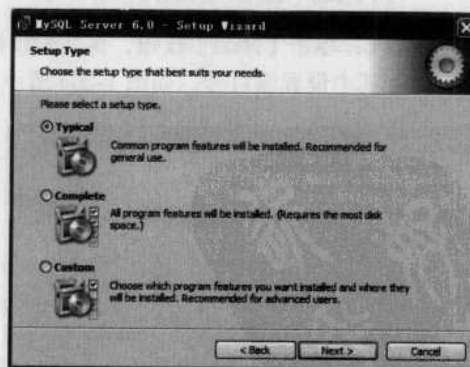 MySQL Server 6.0 - Setup Wizard
Setup Type
Choose the setup type that best suits your needs.
Please select a setup type.
Typical
Common program features will be installed. Recommended for
general use.
Complete
All program features will be installed. (Requires the most disk
space.)
Custom
Choose which program features you want installed and where they
will be installed. Recommended for advanced users.
< Back
Next >
Cancel